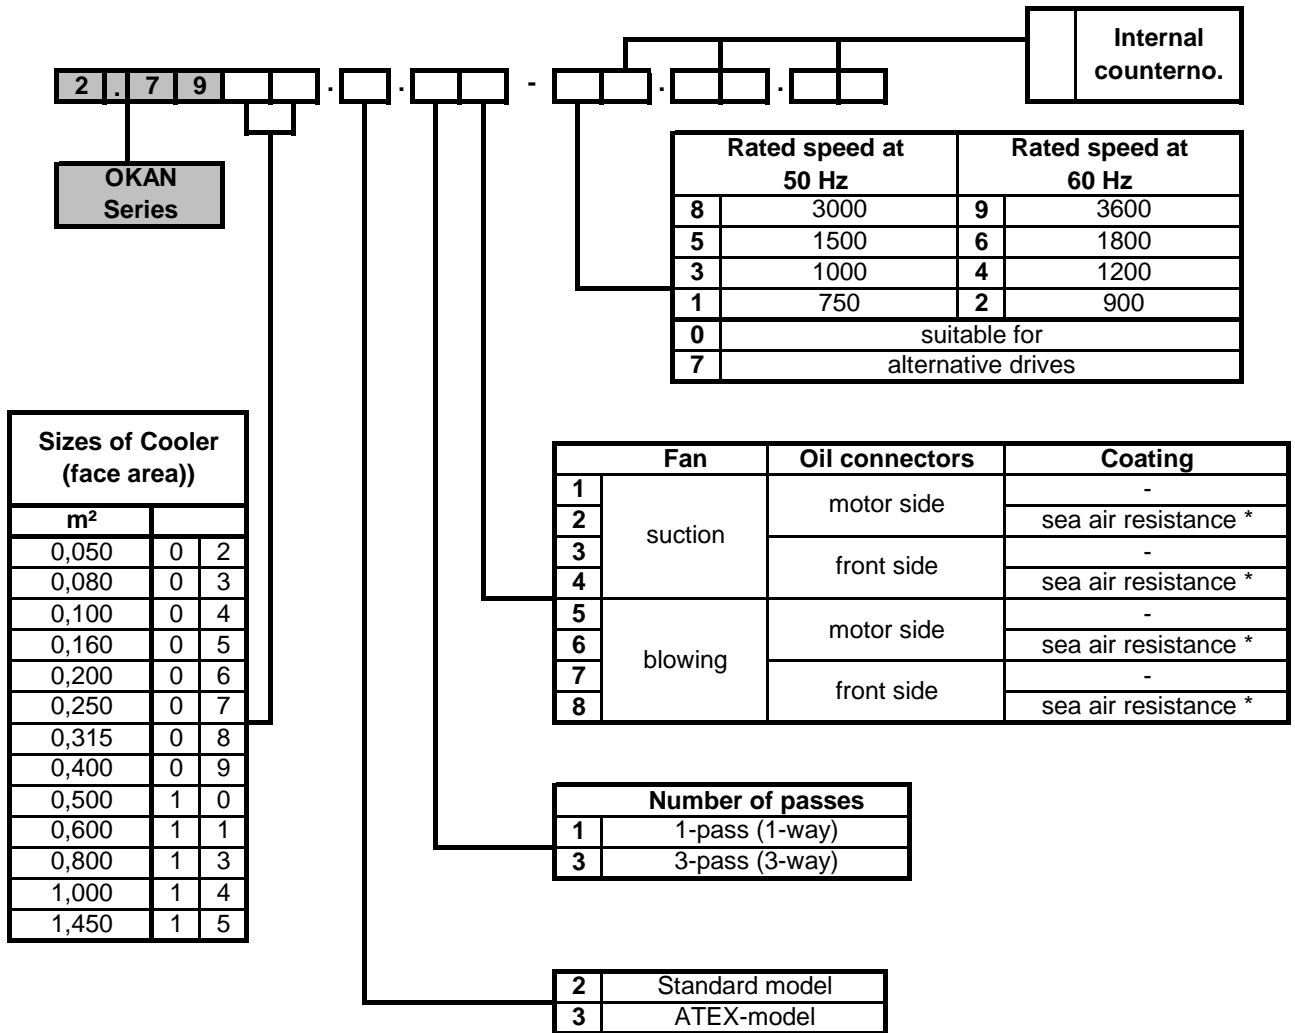 Internal
counterno.
2 . 7 9 . . - . .
OKAN
Series
Rated speed at
50 Hz
Rated speed at
60 Hz
8 3000 9 3600
5 1500 6 1800
3 1000 4 1200
1 750 2 900
0 suitable for
7 alternative drives
Sizes of Cooler
(face area))
m²
0,050 0 2
0,080 0 3
0,100 0 4
0,160 0 5
0,200 0 6
0,250 0 7
0,315 0 8
0,400 0 9
0,500 1 0
0,600 1 1
0,800 1 3
1,000 1 4
1,450 1 5
Fan Oil connectors Coating
1 suction motor side -
2 sea air resistance *
3 front side -
4 sea air resistance *
5 blowing motor side -
6 sea air resistance *
7 front side -
8 sea air resistance *
Number of passes
1 1-pass (1-way)
3 3-pass (3-way)
2 Standard model
3 ATEX-model